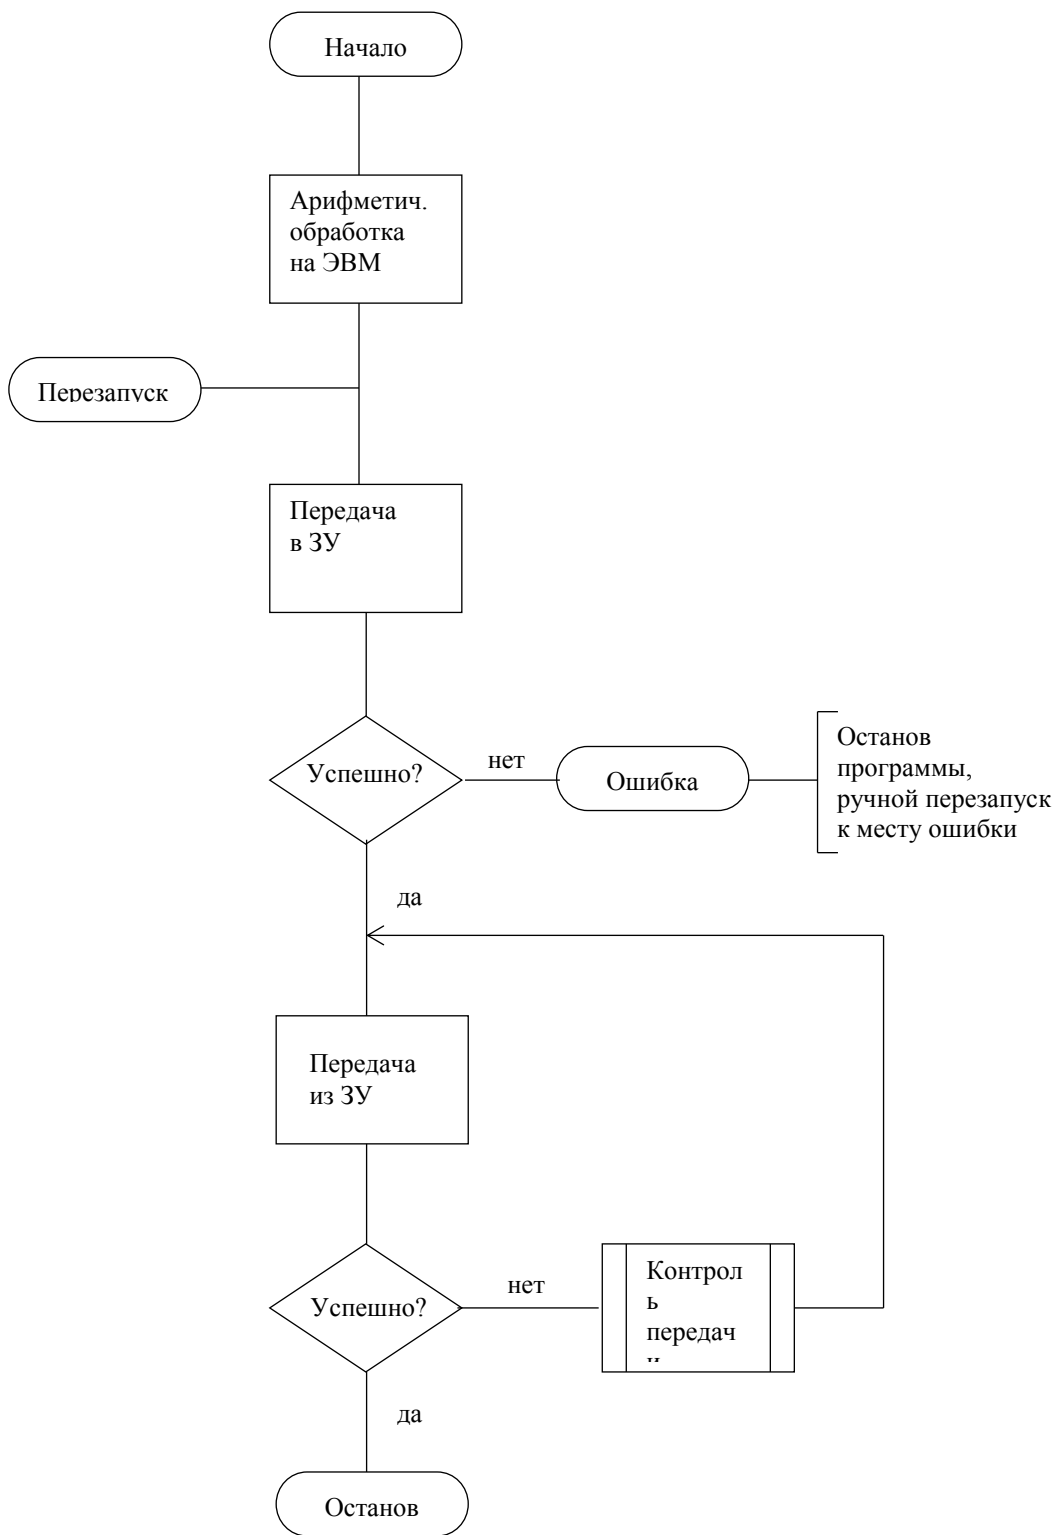 Начало
Арифметич.
обработка
на ЭВМ
Перезапуск
Передача
в ЗУ
Успешно?
нет
Ошибка
Останов
программы,
ручной перезапуск
к месту ошибки
да
Передача
из ЗУ
Успешно?
нет
Контрол
ь
передач
и
да
Останов